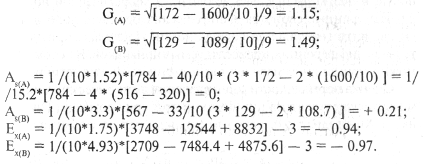 G(A) = √[172 — 1600/10 ]/9 = 1.15;
G(B) = √[129 — 1089/ 10]/9 = 1.49;
As(A) = 1 /(10*1.52)*[784 — 40/10 * (3 * 172 — 2 * (1600/10) ] = 1/
/15.2*[784 — 4 * (516 — 320)] = 0;
As(B) = 1 /(10*3.3)*[567 — 33/10 (3 * 129 — 2 * 108.7) ] = + 0.21;
Ex(A) = 1/(10*1.75)*[3748 — 12544 + 8832] — 3 = — 0.94;
Ex(B) = 1/(10*4.93)*[2709 — 7484.4 + 4875.6] — 3 = — 0.97.